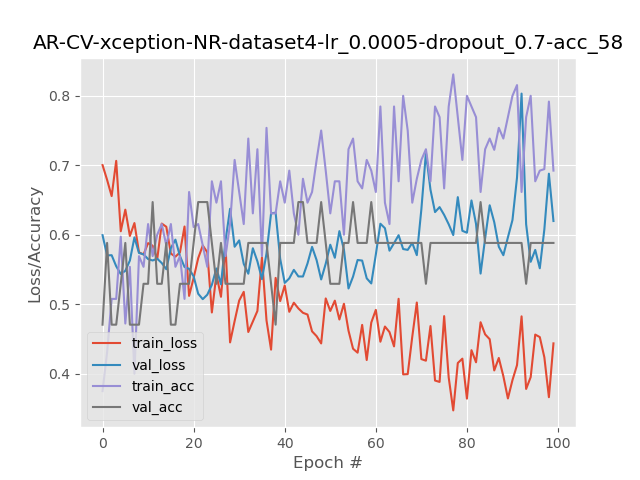 AR-CV-xception-NR-dataset4-lr_0.0005-dropout_0.7-acc_58
Loss/Accuracy
0.8
0.7
0.6
0.5
0.4
train_loss
val_loss
train_acc
val_acc
0 20 40 60 80 100
Epoch #